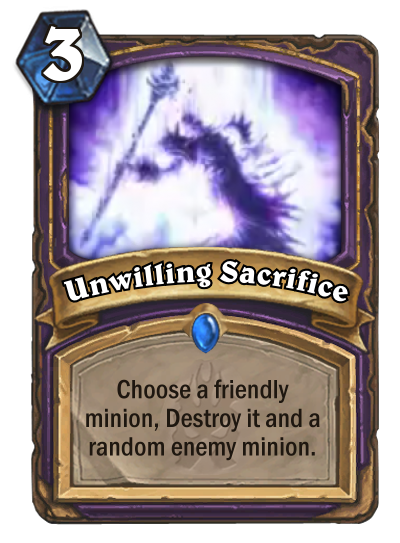 3
Unwilling Sacrifice
Choose a friendly
minion, Destroy it and a
random enemy minion.